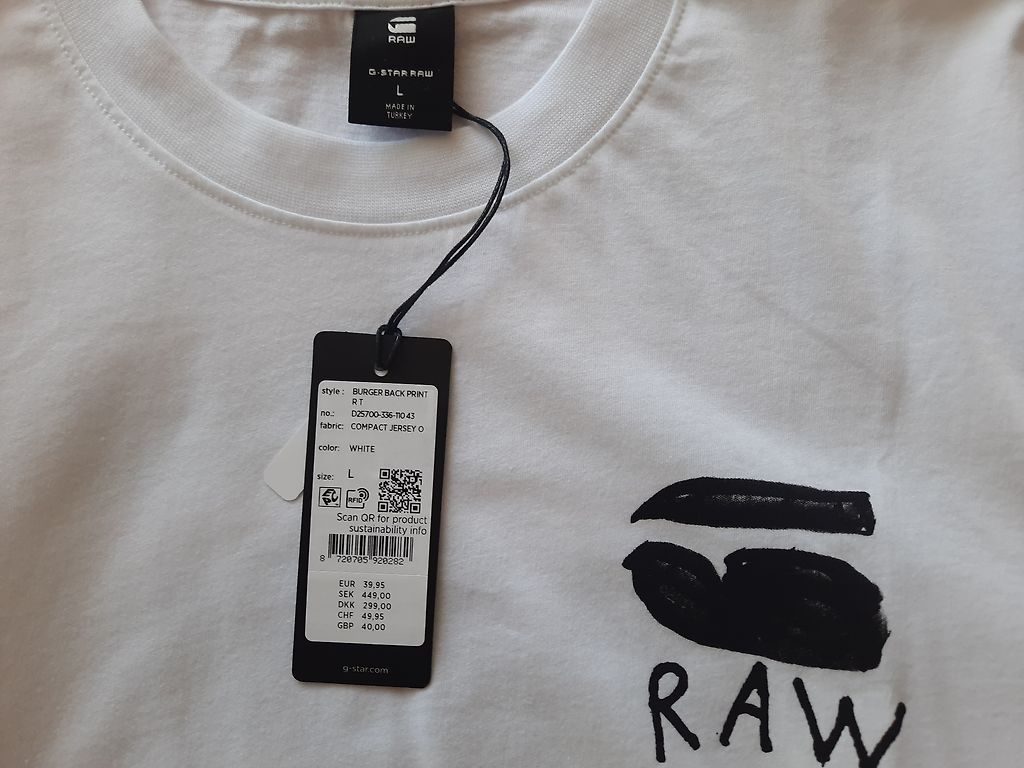 RAW
G-STAR RAW
L
MADE IN
TURKEY
style : BURGER BACK PRINT
R T
no.: D25700-336-110 43
fabric: COMPACT JERSEY O
color: WHITE
size: L
RFID
Scan QR for product
sustainability info
8 720705 920282
EUR 39,95
SEK 449,00
DKK 299,00
CHF 49,95
GBP 40,00
g-star.com
RAW